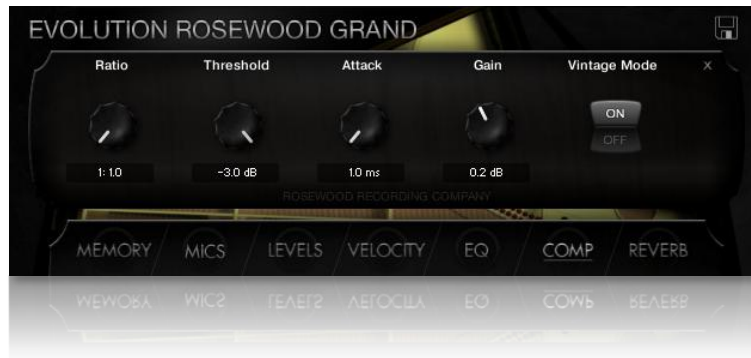 EVOLUTION ROSEWOOD GRAND
Ratio Threshold Attack Gain Vintage Mode x
ON
OFF
1:1.0 -3.0 dB 1.0 ms 0.2 dB
ROSEWOOD RECORDING COMPANY
MEMORY MICS LEVELS VELOCITY EQ COMP REVERB